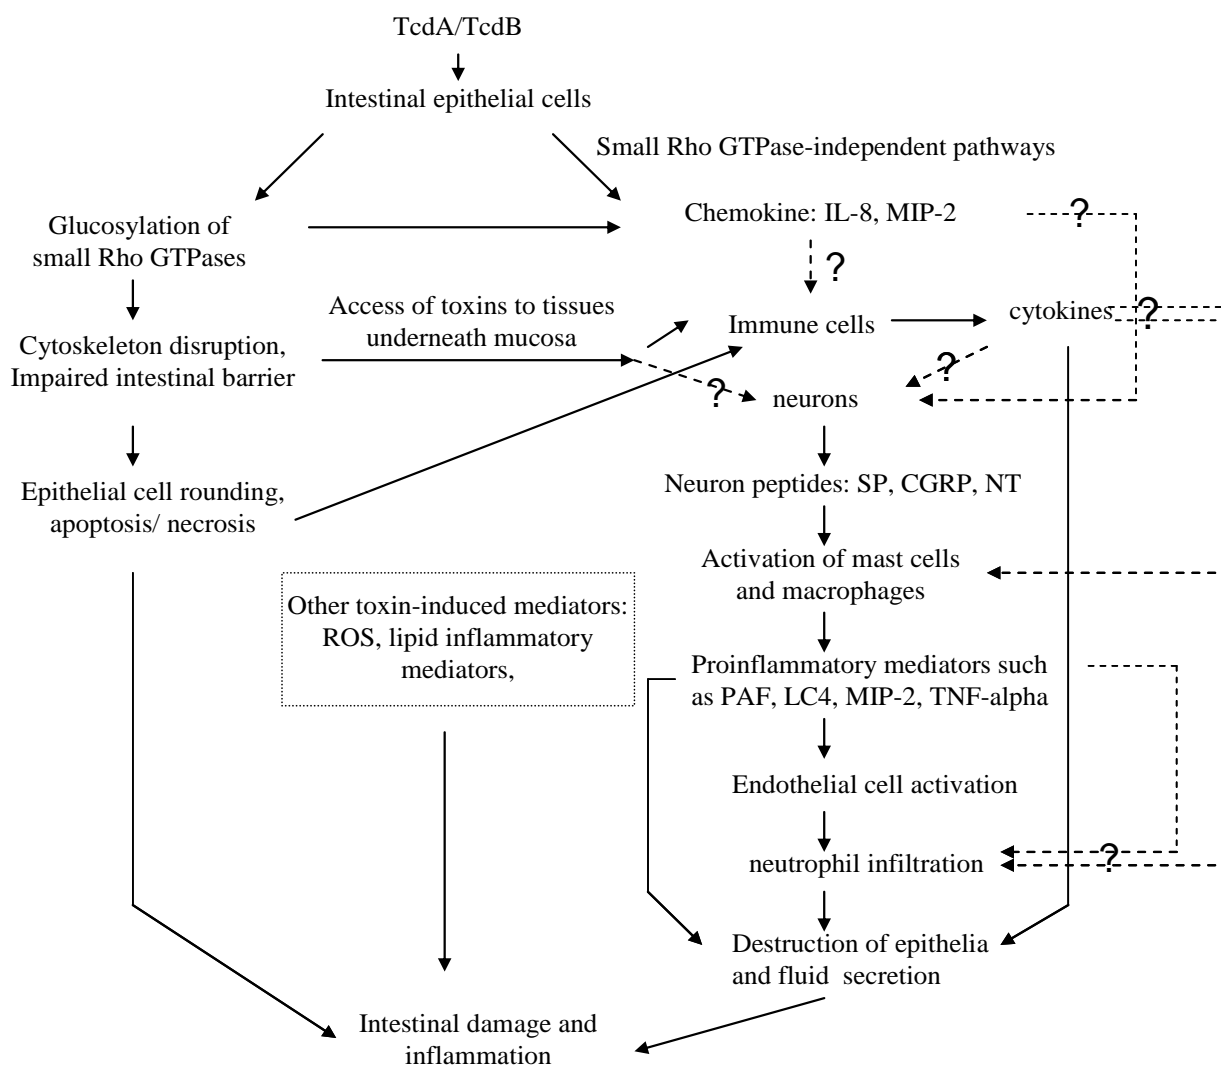 TcdA/TcdB
Intestinal epithelial cells
Small Rho GTPase-independent pathways
Glucosylation of
small Rho GTPases
Chemokine: IL-8, MIP-2
?
?
Access of toxins to tissues
underneath mucosa
Immune cells
cytokines
?
Cytoskeleton disruption,
Impaired intestinal barrier
?
?
neurons
Epithelial cell rounding,
apoptosis/ necrosis
Neuron peptides: SP, CGRP, NT
Activation of mast cells
and macrophages
Other toxin-induced mediators:
ROS, lipid inflammatory
mediators,
Proinflammatory mediators such
as PAF, LC4, MIP-2, TNF-alpha
Endothelial cell activation
neutrophil infiltration
?
Destruction of epithelia
and fluid secretion
Intestinal damage and
inflammation